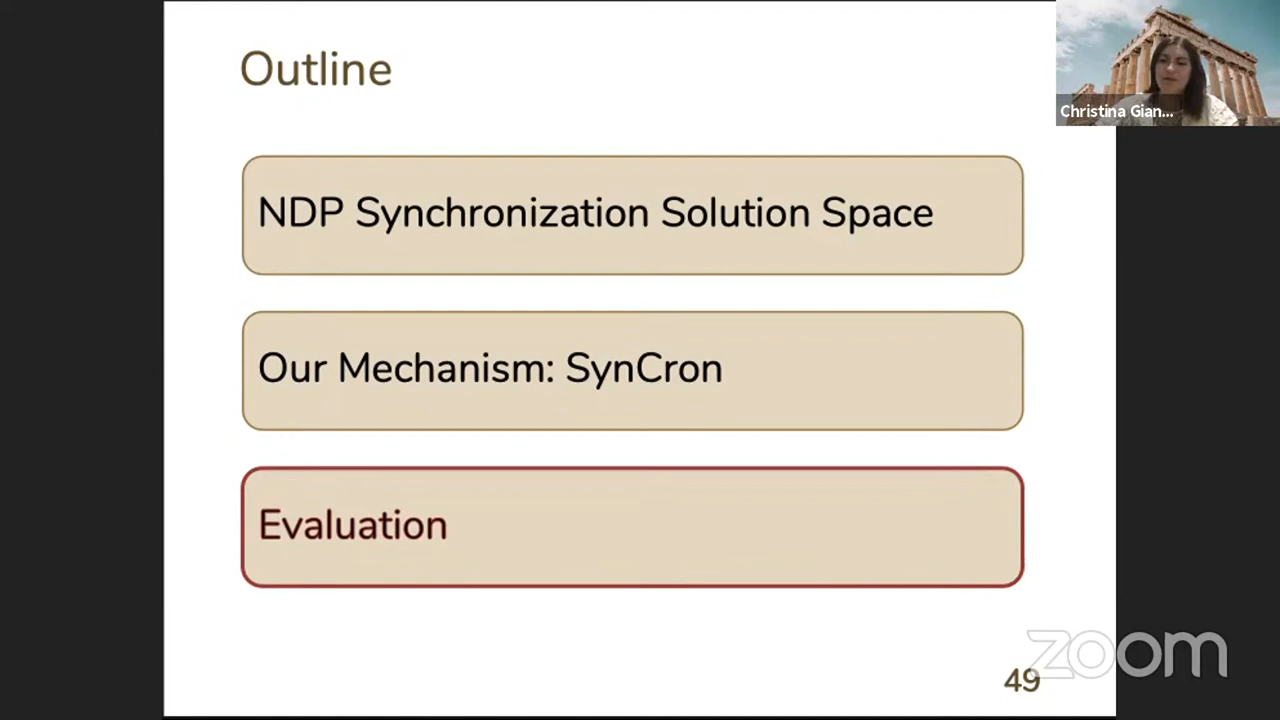 Outline
Christina Gian...
NDP Synchronization Solution Space
Our Mechanism: SynCron
Evaluation
zoom
49